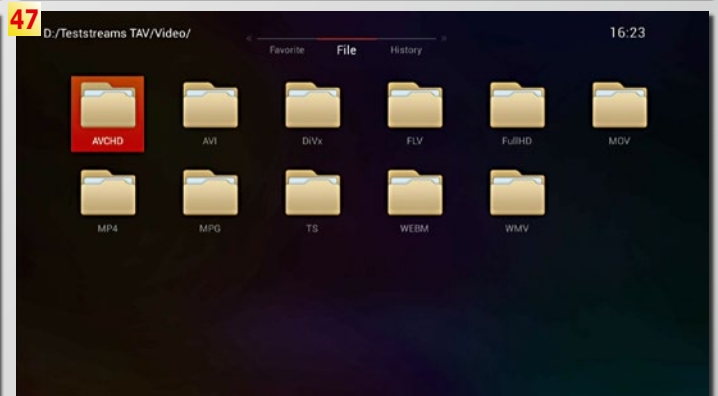 47
D:/Teststreams TAV/Video/
16:23
« Favorite File History »
AVCHD AVI DiVx FLV FullHD MOV
MP4 MPG TS WEBM WMV